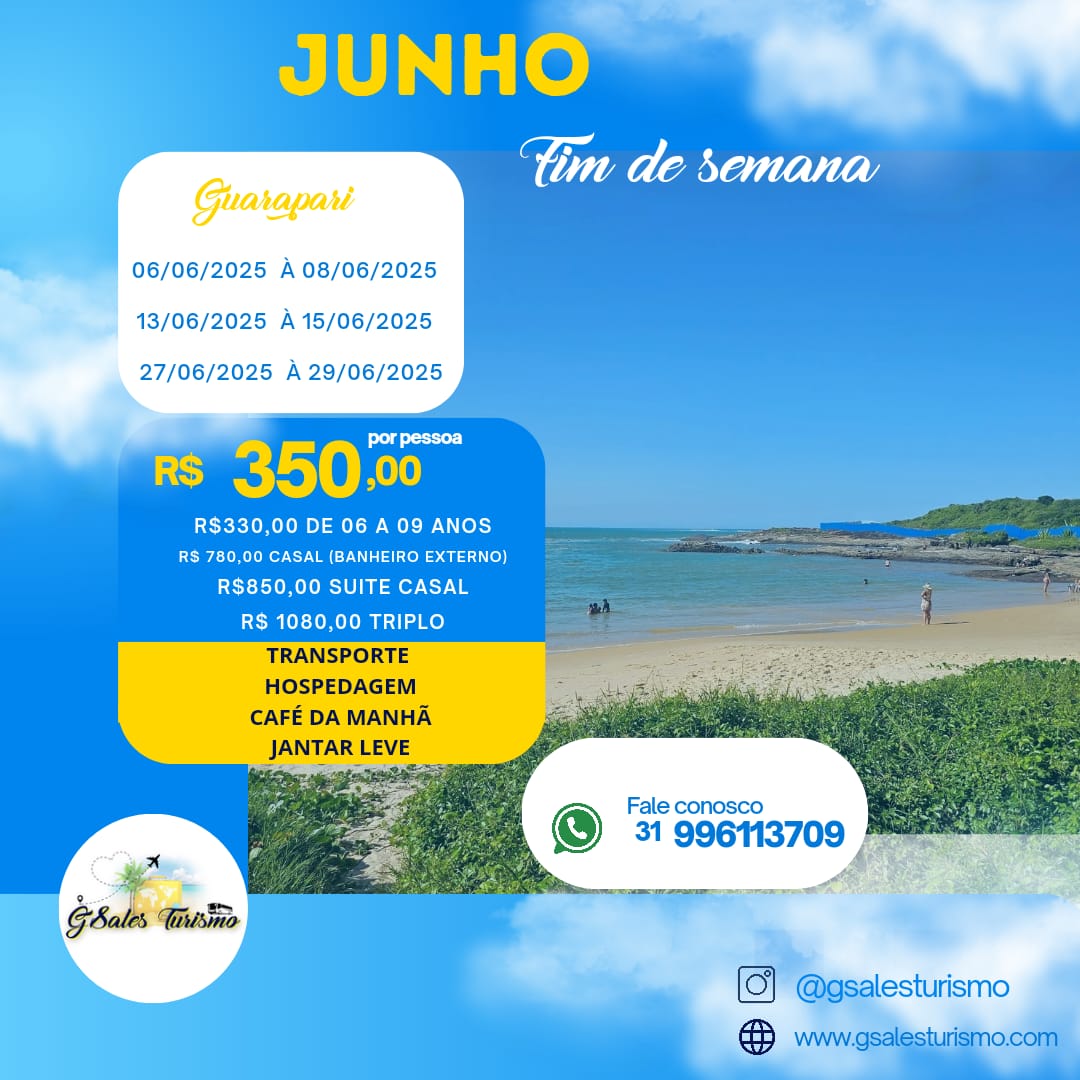 JUNHO
Fim de semana
Guarapari
06/06/2025 À 08/06/2025
13/06/2025 À 15/06/2025
27/06/2025 À 29/06/2025
por pessoa
R$ 350,00
R$330,00 DE 06 A 09 ANOS
R$ 780,00 CASAL (BANHEIRO EXTERNO)
R$850,00 SUITE CASAL
R$ 1080,00 TRIPLO
TRANSPORTE
HOSPEDAGEM
CAFÉ DA MANHÃ
JANTAR LEVE
Fale conosco
31 996113709
GSales Turismo
@gsalesturismo
www.gsalesturismo.com